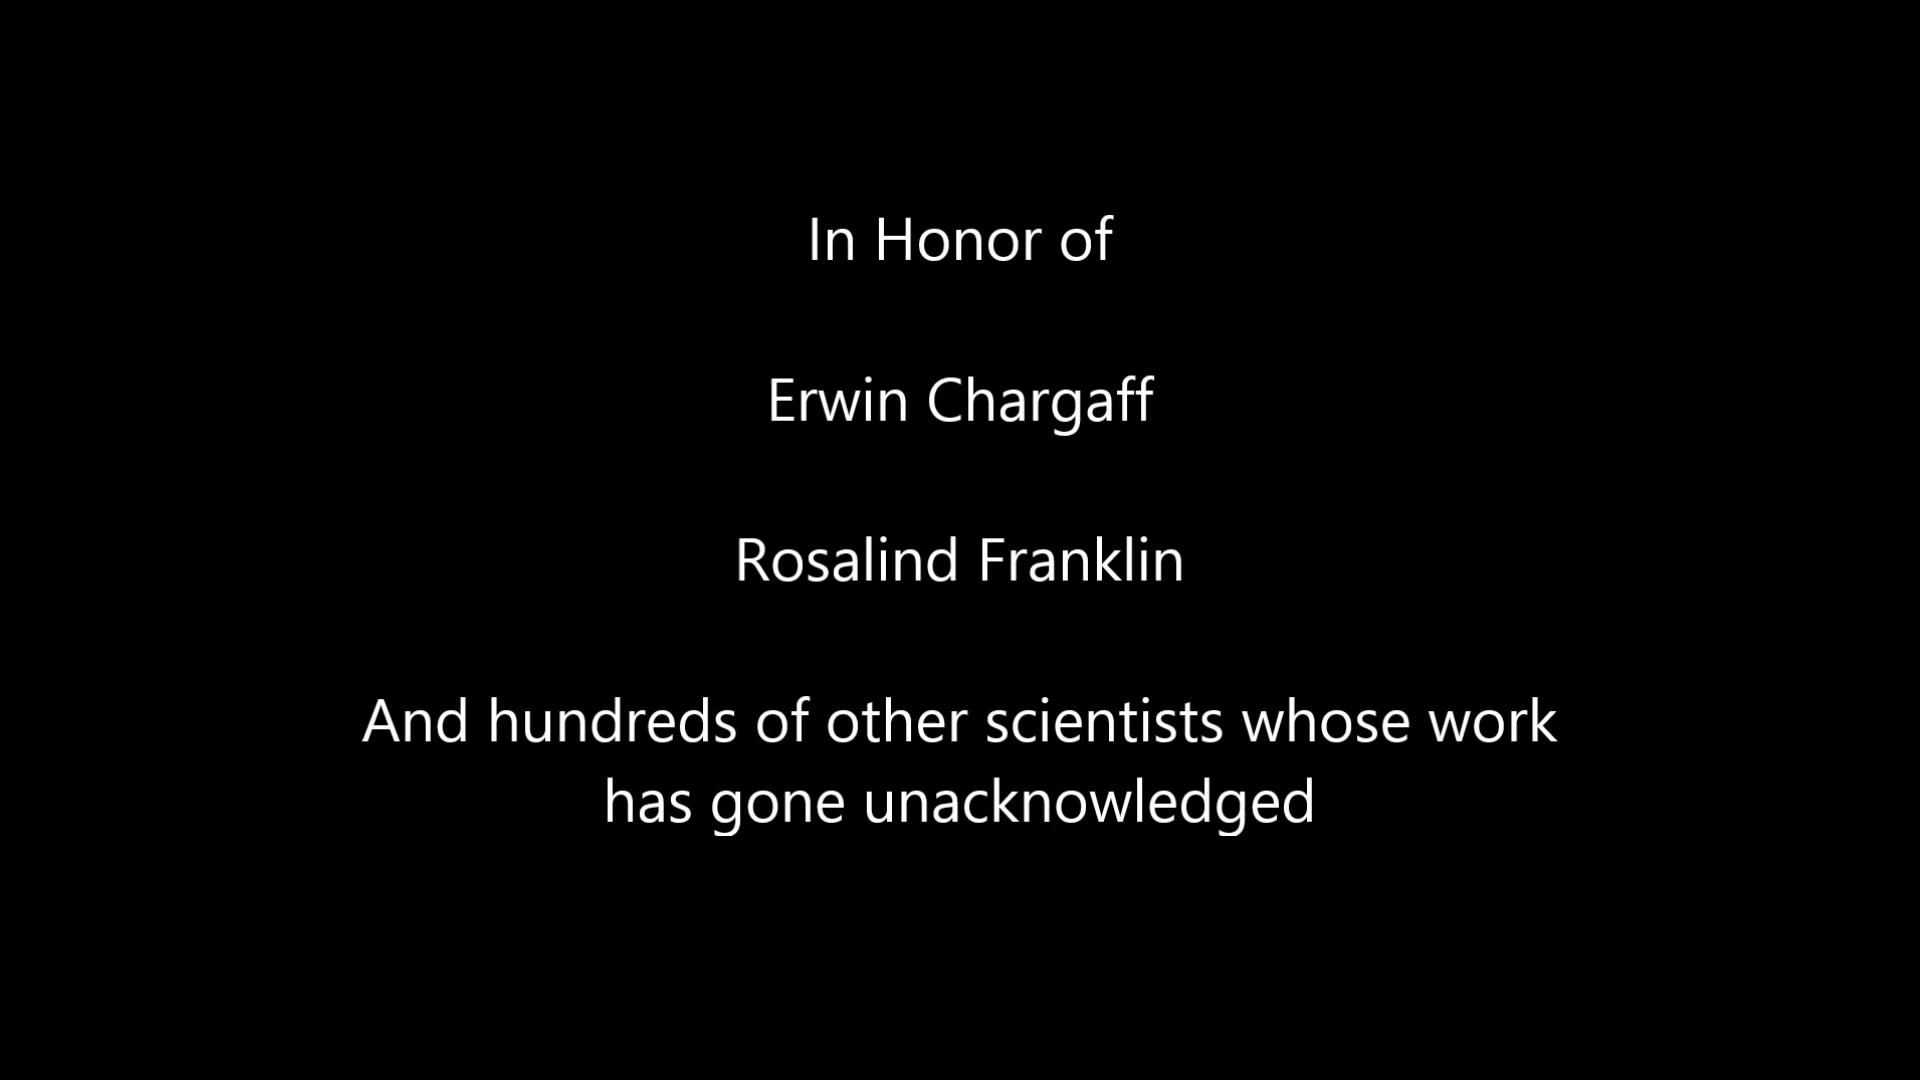 In Honor of
Erwin Chargaff
Rosalind Franklin
And hundreds of other scientists whose work
has gone unacknowledged